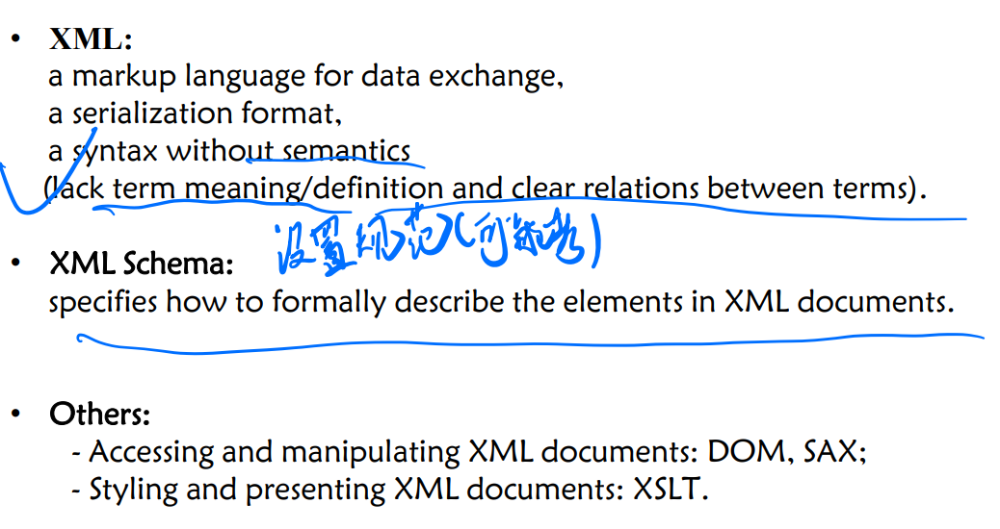 • XML:
a markup language for data exchange,
a serialization format,
a syntax without semantics
(lack term meaning/definition and clear relations between terms).
设置规范(可能考)
• XML Schema:
specifies how to formally describe the elements in XML documents.
• Others:
- Accessing and manipulating XML documents: DOM, SAX;
- Styling and presenting XML documents: XSLT.